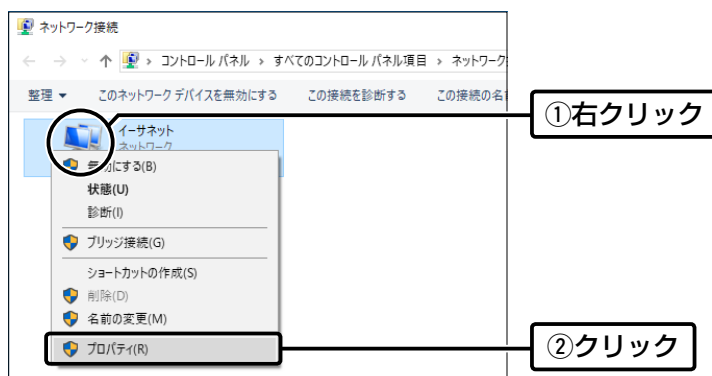 ネットワーク接続
コントロール パネル › すべてのコントロール パネル項目 › ネットワーク
整理 ▼ このネットワーク デバイスを無効にする この接続を診断する この接続の名
①右クリック
イーサネット
ネットワーク
無効にする(B)
状態(U)
診断(I)
ブリッジ接続(G)
ショートカットの作成(S)
削除(D)
名前の変更(M)
プロパティ(R)
②クリック